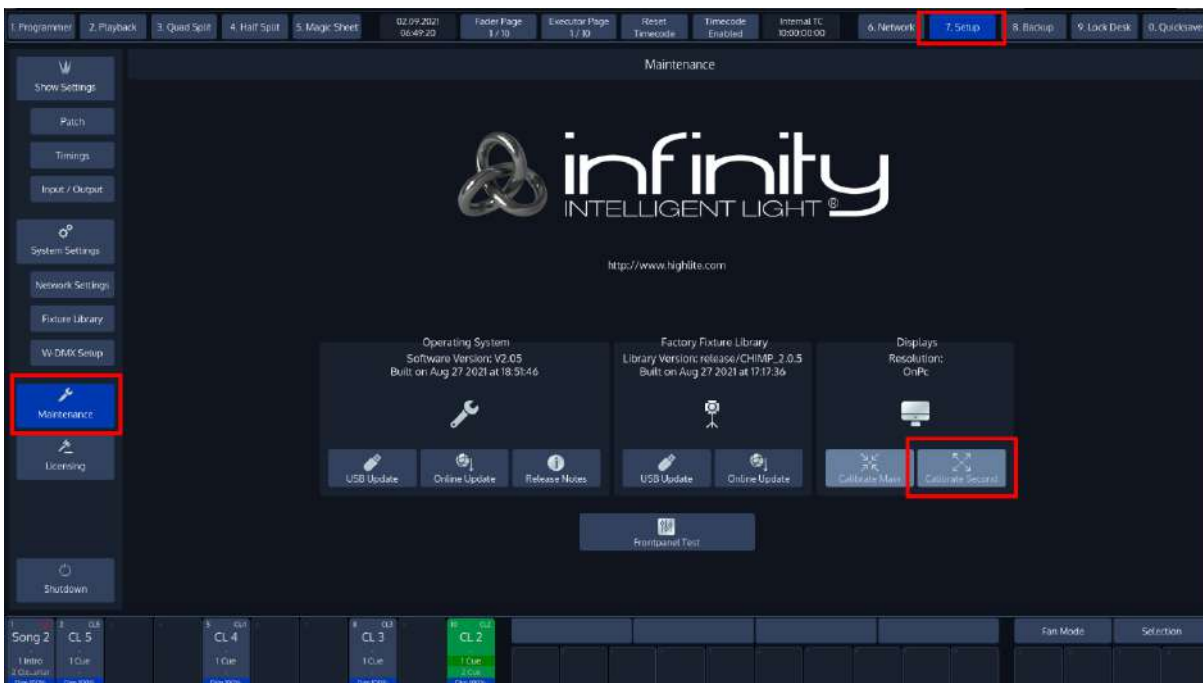 1. Programmer
2. Playback
3. Quad Split
4. Half Split
5. Magic Sheet
02.09.2021
06:49:20
Fader Page
1 / 10
Executor Page
1 / 10
Reset
Timecode
Timecode
Enabled
Internal TC
10:00:00:00
6. Network
7. Setup
8. Backup
9. Lock Desk
0. Quicksave
Show Settings
Patch
Timings
Input / Output
System Settings
Network Settings
Fixture Library
W-DMX Setup
Maintenance
Licensing
Shutdown
Maintenance
infinity
INTELLIGENT LIGHT ®
http://www.highlite.com
Operating System
Software Version: V2.05
Built on Aug 27 2021 at 18:51:46
USB Update
Online Update
Release Notes
Factory Fixture Library
Library Version: release/CHIMP_2.0.5
Built on Aug 27 2021 at 17:17:36
USB Update
Online Update
Displays
Resolution:
OnPc
Calibrate Main
Calibrate Second
Frontpanel Test
Song 2
1 Intro
CL 5
1 Cue
CL 4
1 Cue
CL 3
1 Cue
CL 2
1 Cue
2 Cue
Fan Mode
Selection